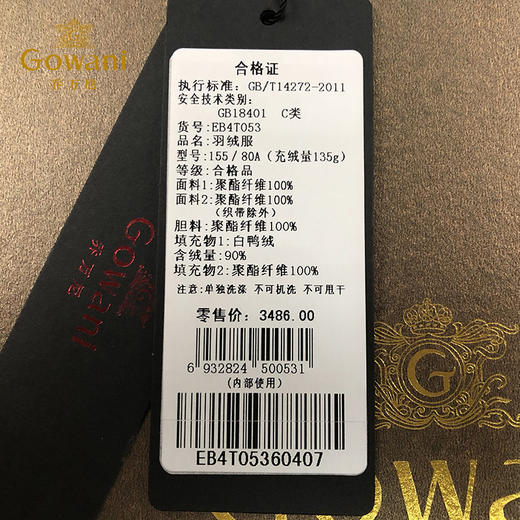 Gowani
乔万尼
合格证
执行标准: GB/T14272-2011
安全技术类别:
GB18401 C类
货号:EB4T053
品名:羽绒服
型号:155/80A(充绒量135g)
等级:合格品
面料1:聚酯纤维100%
面料2:聚酯纤维100%
(织带除外)
胆料:聚酯纤维100%
填充物1:白鸭绒
含绒量:90%
填充物2:聚酯纤维100%
注意:单独洗涤 不可机洗 不可甩干
零售价: 3486.00
6 932824 500531
(内部使用)
EB4T05360407
Gowani
乔万尼
G
GOWani